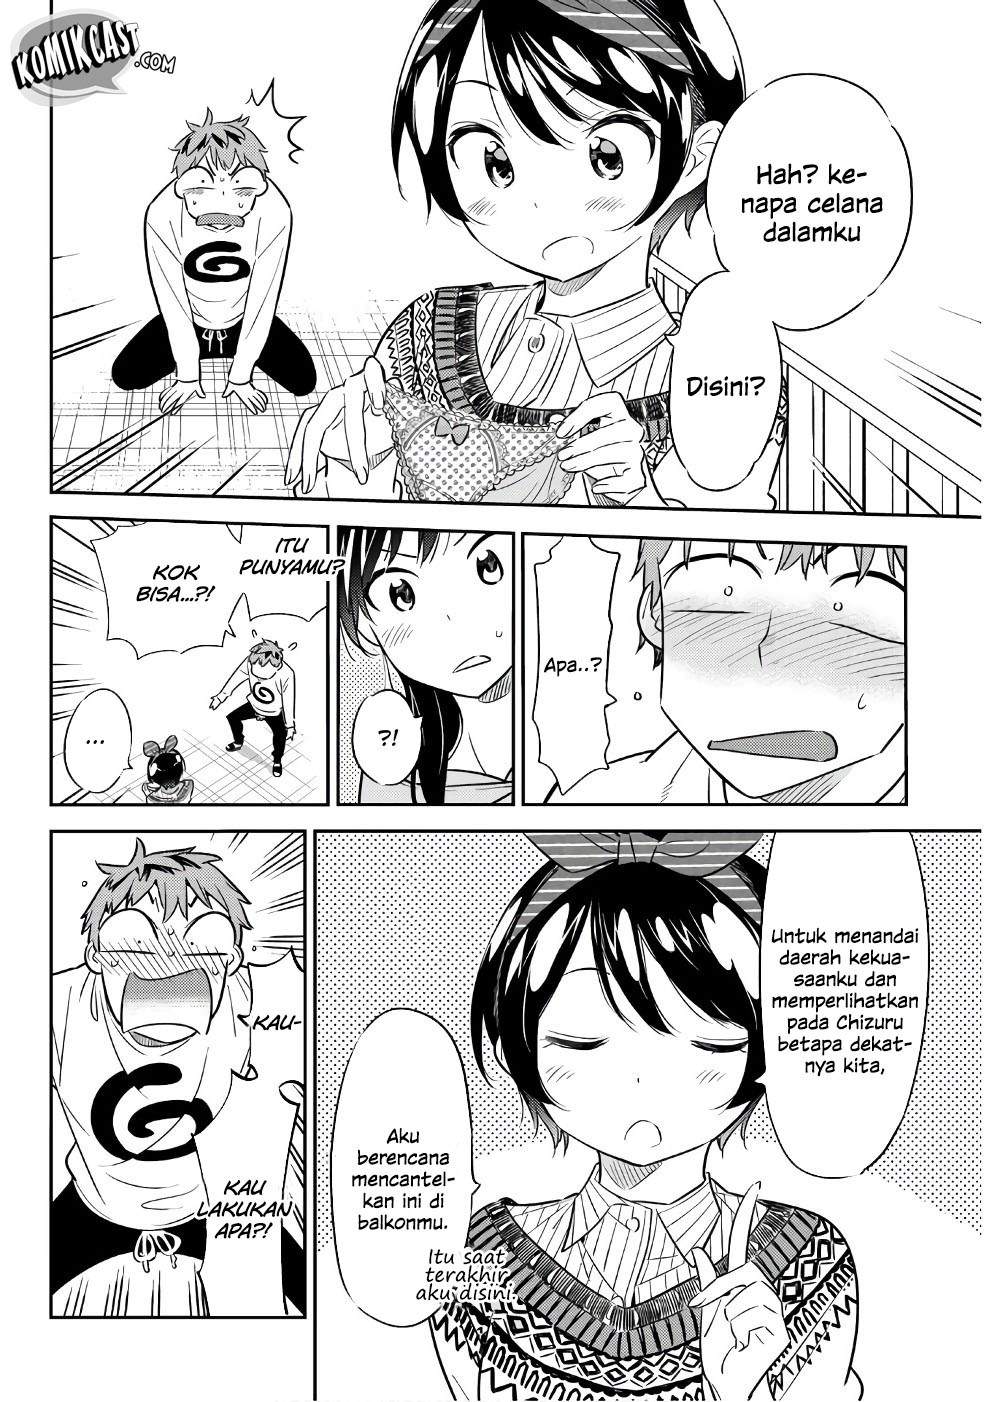 KOMIKCAST
.COM
Hah? ke-
napa celana
dalamku
Disini?
Apa..?
?!
ITU
PUNYAMU?
KOK
BISA...?!
...
Untuk menandai
daerah kekua-
saanku dan
memperlihatkan
pada Chizuru
betapa dekat-
nya kita,
Aku
berencana
mencantel-
kan ini di
balkonmu.
Itu saat
terakhir
aku disini.
KAU-
KAU
LAKUKAN
APA?!